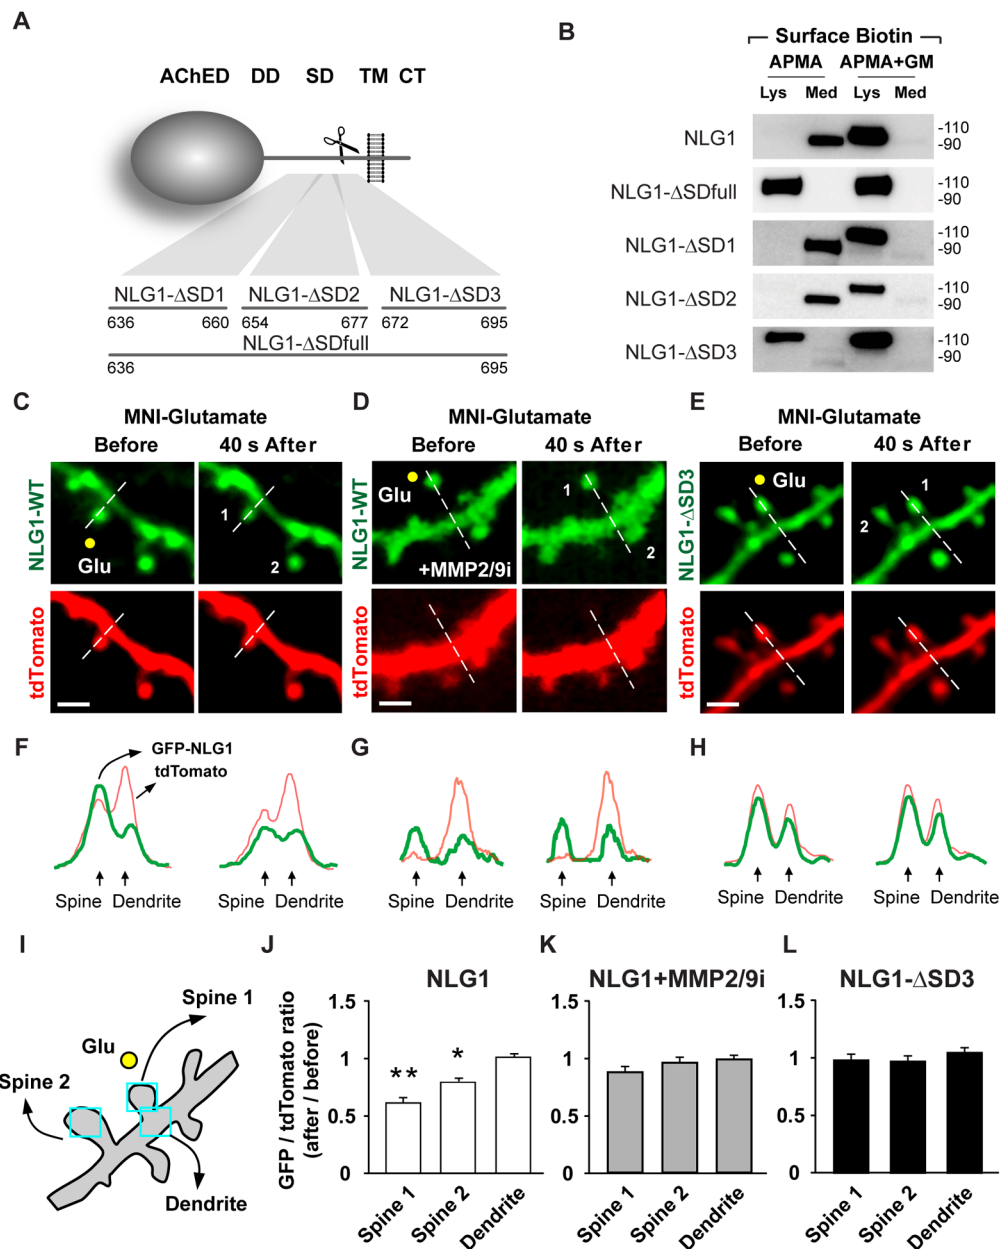 A
AChED DD SD TM CT
NLG1-ΔSD1 NLG1-ΔSD2 NLG1-ΔSD3
636 660 654 677 672 695
NLG1-ΔSDfull
636 695
B
Surface Biotin
APMA APMA+GM
Lys Med Lys Med
NLG1 -110
-90
NLG1-ΔSDfull -110
-90
NLG1-ΔSD1 -110
-90
NLG1-ΔSD2 -110
-90
NLG1-ΔSD3 -110
-90
C
MNI-Glutamate
Before 40 s After
NLG1-WT
Glu
1
2
tdTomato
D
MNI-Glutamate
Before 40 s After
NLG1-WT
Glu
+MMP2/9i
1
2
tdTomato
E
MNI-Glutamate
Before 40 s After
NLG1-ΔSD3
Glu
1
2
tdTomato
F
GFP-NLG1
tdTomato
Spine Dendrite Spine Dendrite
G
Spine Dendrite Spine Dendrite
H
Spine Dendrite Spine Dendrite
I
Spine 1
Glu
Spine 2
Dendrite
J
NLG1
GFP / tdTomato ratio
(after / before)
1.5
1
0.5
0
**
*
Spine 1 Spine 2 Dendrite
K
NLG1+MMP2/9i
1.5
1
0.5
0
Spine 1 Spine 2 Dendrite
L
NLG1-ΔSD3
1.5
1
0.5
0
Spine 1 Spine 2 Dendrite